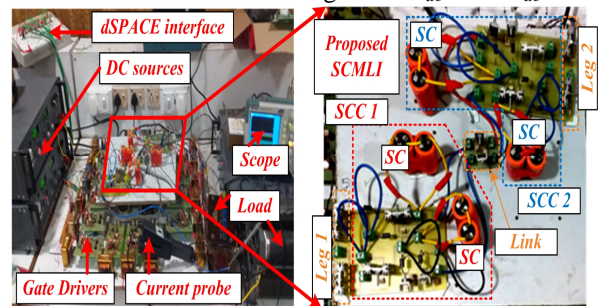 dSPACE interface
DC sources
Scope
Load
Gate Drivers
Current probe
Proposed
SCMLI
SC
Leg 2
SCC 1
SC
SC
SCC 2
Link
SC
Leg 1